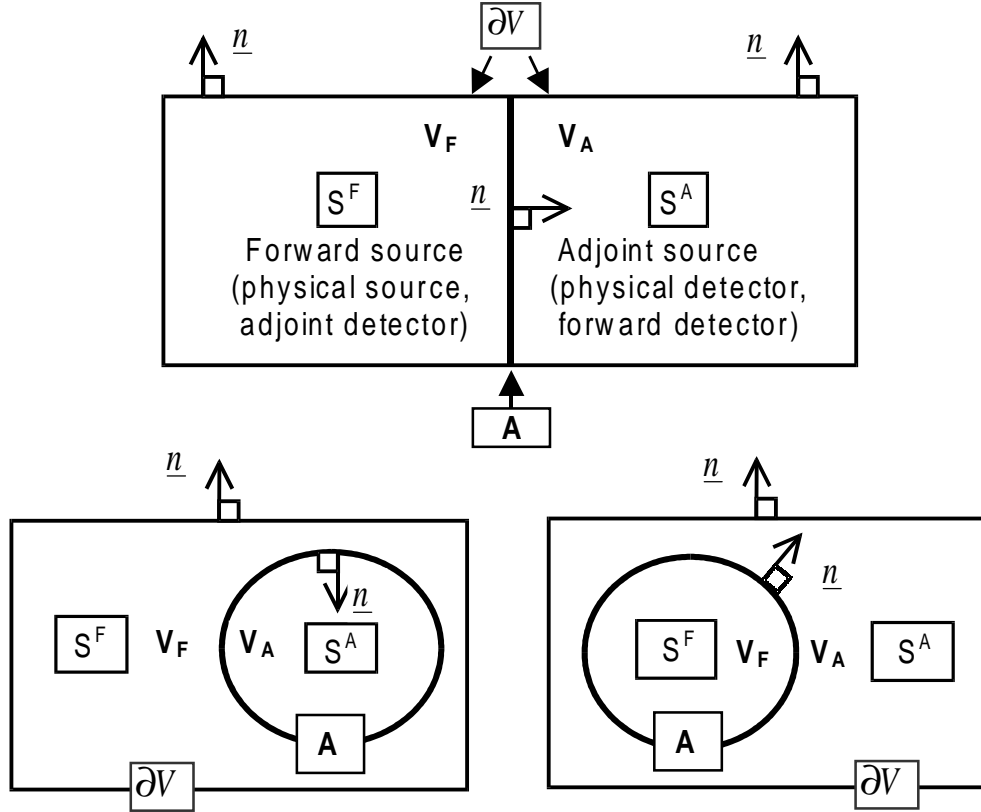 ∂V
n n
V_F V_A
n
S^F S^A
Forward source Adjoint source
(physical source, (physical detector,
adjoint detector) forward detector)
A
n n
n n
S^F V_F V_A S^A S^F V_F V_A S^A
A A
∂V ∂V